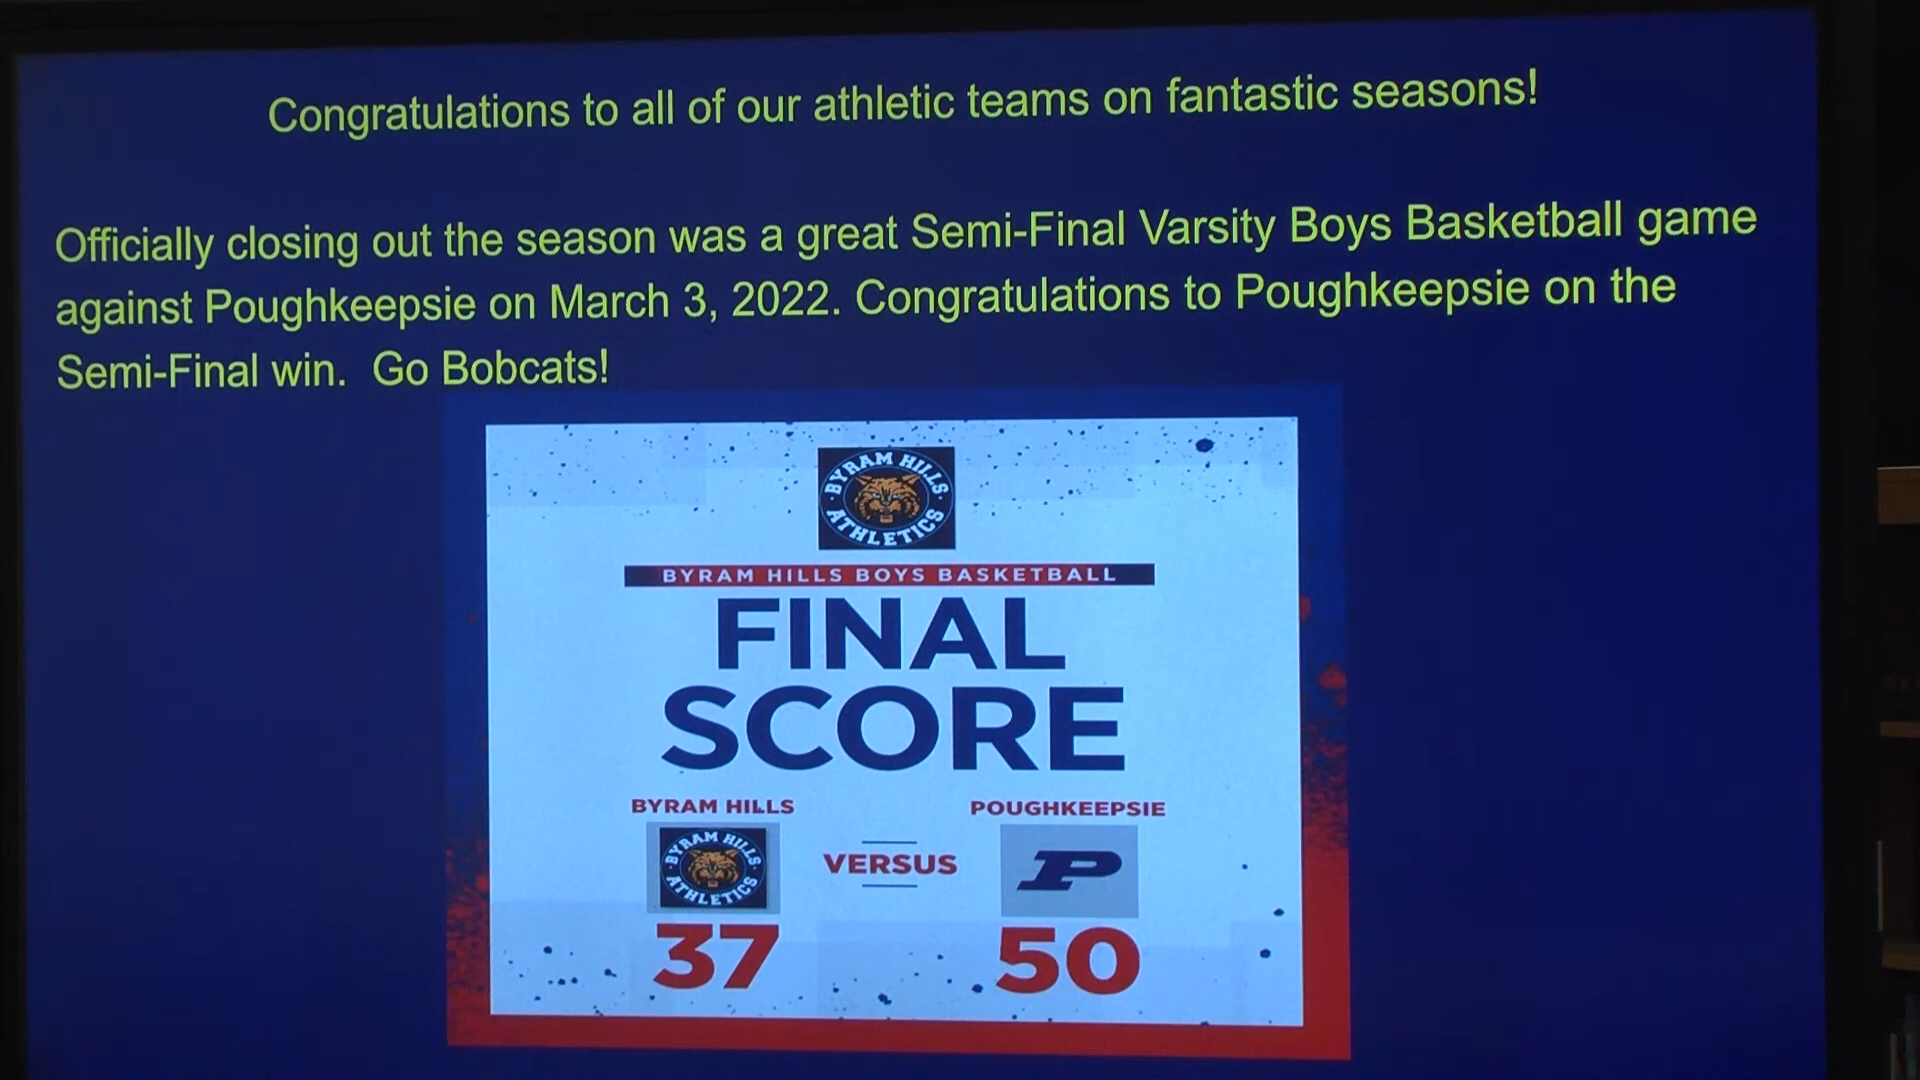 Congratulations to all of our athletic teams on fantastic seasons!
Officially closing out the season was a great Semi-Final Varsity Boys Basketball game
against Poughkeepsie on March 3, 2022. Congratulations to Poughkeepsie on the
Semi-Final win.  Go Bobcats!
BYRAM HILLS
ATHLETICS
BYRAM HILLS BOYS BASKETBALL
FINAL
SCORE
BYRAM HILLS
POUGHKEEPSIE
BYRAM HILLS
ATHLETICS
VERSUS
P
37
50